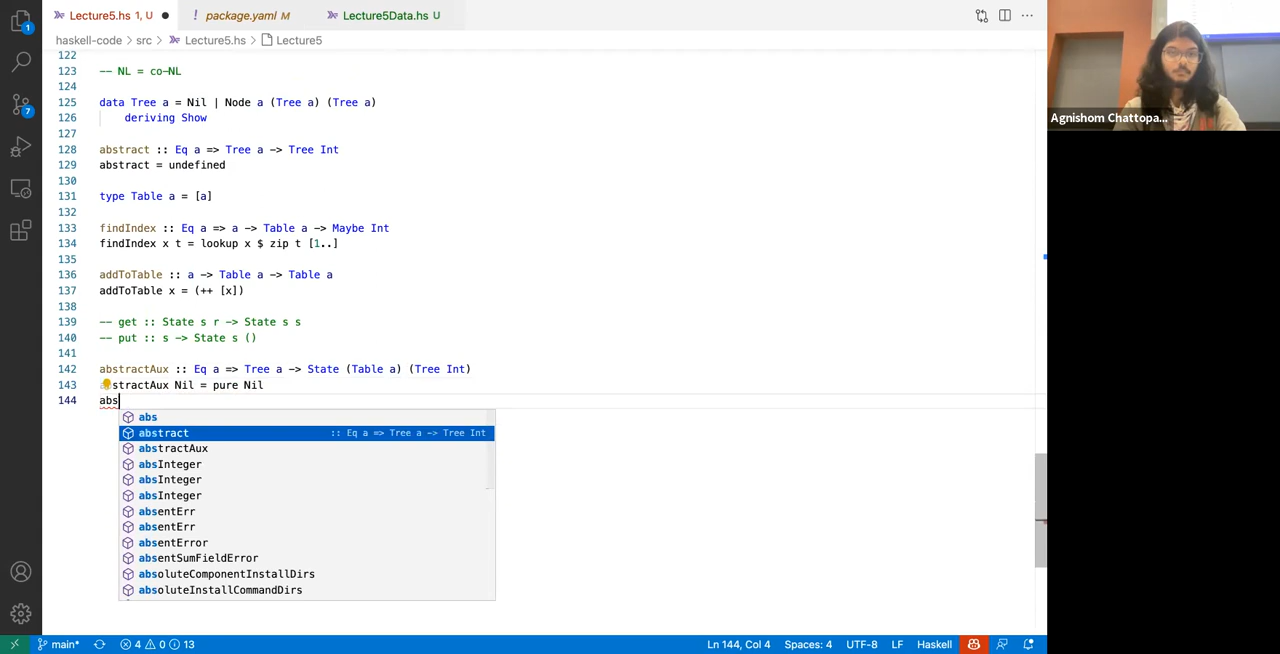 Lecture5.hs 1, U
! package.yaml M
Lecture5Data.hs U
haskell-code > src > Lecture5.hs > Lecture5
122
123 -- NL = co-NL
124
125 data Tree a = Nil | Node a (Tree a) (Tree a)
126 deriving Show
127
128 abstract :: Eq a => Tree a -> Tree Int
129 abstract = undefined
130
131 type Table a = [a]
132
133 findIndex :: Eq a => a -> Table a -> Maybe Int
134 findIndex x t = lookup x $ zip t [1..]
135
136 addToTable :: a -> Table a -> Table a
137 addToTable x = (++ [x])
138
139 -- get :: State s r -> State s s
140 -- put :: s -> State s ()
141
142 abstractAux :: Eq a => Tree a -> State (Table a) (Tree Int)
143 stractAux Nil = pure Nil
144 abs
abs
abstract :: Eq a => Tree a -> Tree Int
abstractAux
absInteger
absInteger
absInteger
absentErr
absentErr
absentError
absentSumFieldError
absoluteComponentInstallDirs
absoluteInstallCommandDirs
1
7
main* 4 0 13
Ln 144, Col 4 Spaces: 4 UTF-8 LF Haskell
Agnishom Chattopa...